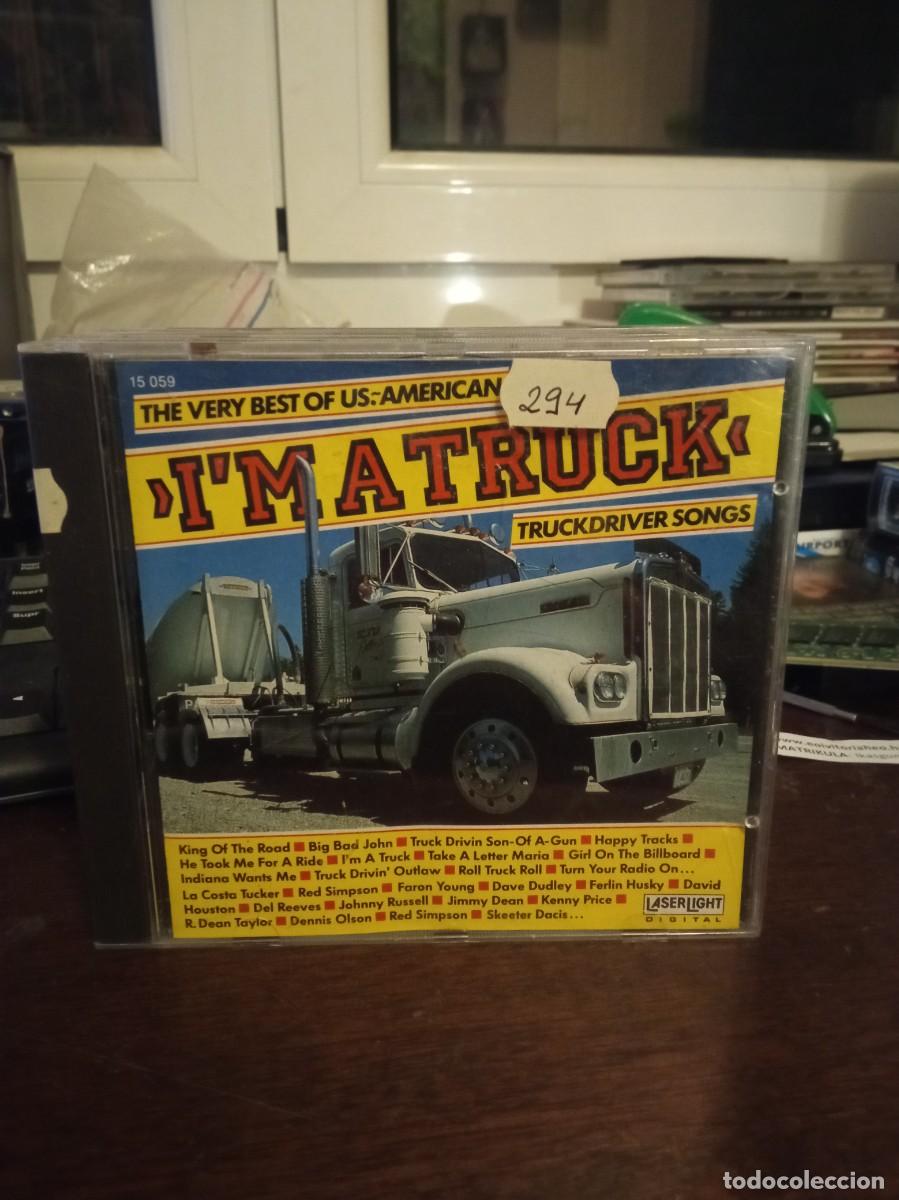 15 059
THE VERY BEST OF US-AMERICAN
294
›I'M A TRUCK‹
TRUCKDRIVER SONGS
King Of The Road ■ Big Bad John ■ Truck Drivin Son-Of A-Gun ■ Happy Tracks ■
He Took Me For A Ride ■ I'm A Truck ■ Take A Letter Maria ■ Girl On The Billboard ■
Indiana Wants Me ■ Truck Drivin' Outlaw ■ Roll Truck Roll ■ Turn Your Radio On...
La Costa Tucker ■ Red Simpson ■ Faron Young ■ Dave Dudley ■ Ferlin Husky ■ David
Houston ■ Del Reeves ■ Johnny Russell ■ Jimmy Dean ■ Kenny Price ■
R. Dean Taylor ■ Dennis Olson ■ Red Simpson ■ Skeeter Dacis...
LASERLIGHT
DIGITAL
Insert
Supr
MATRIKULA
todocoleccion